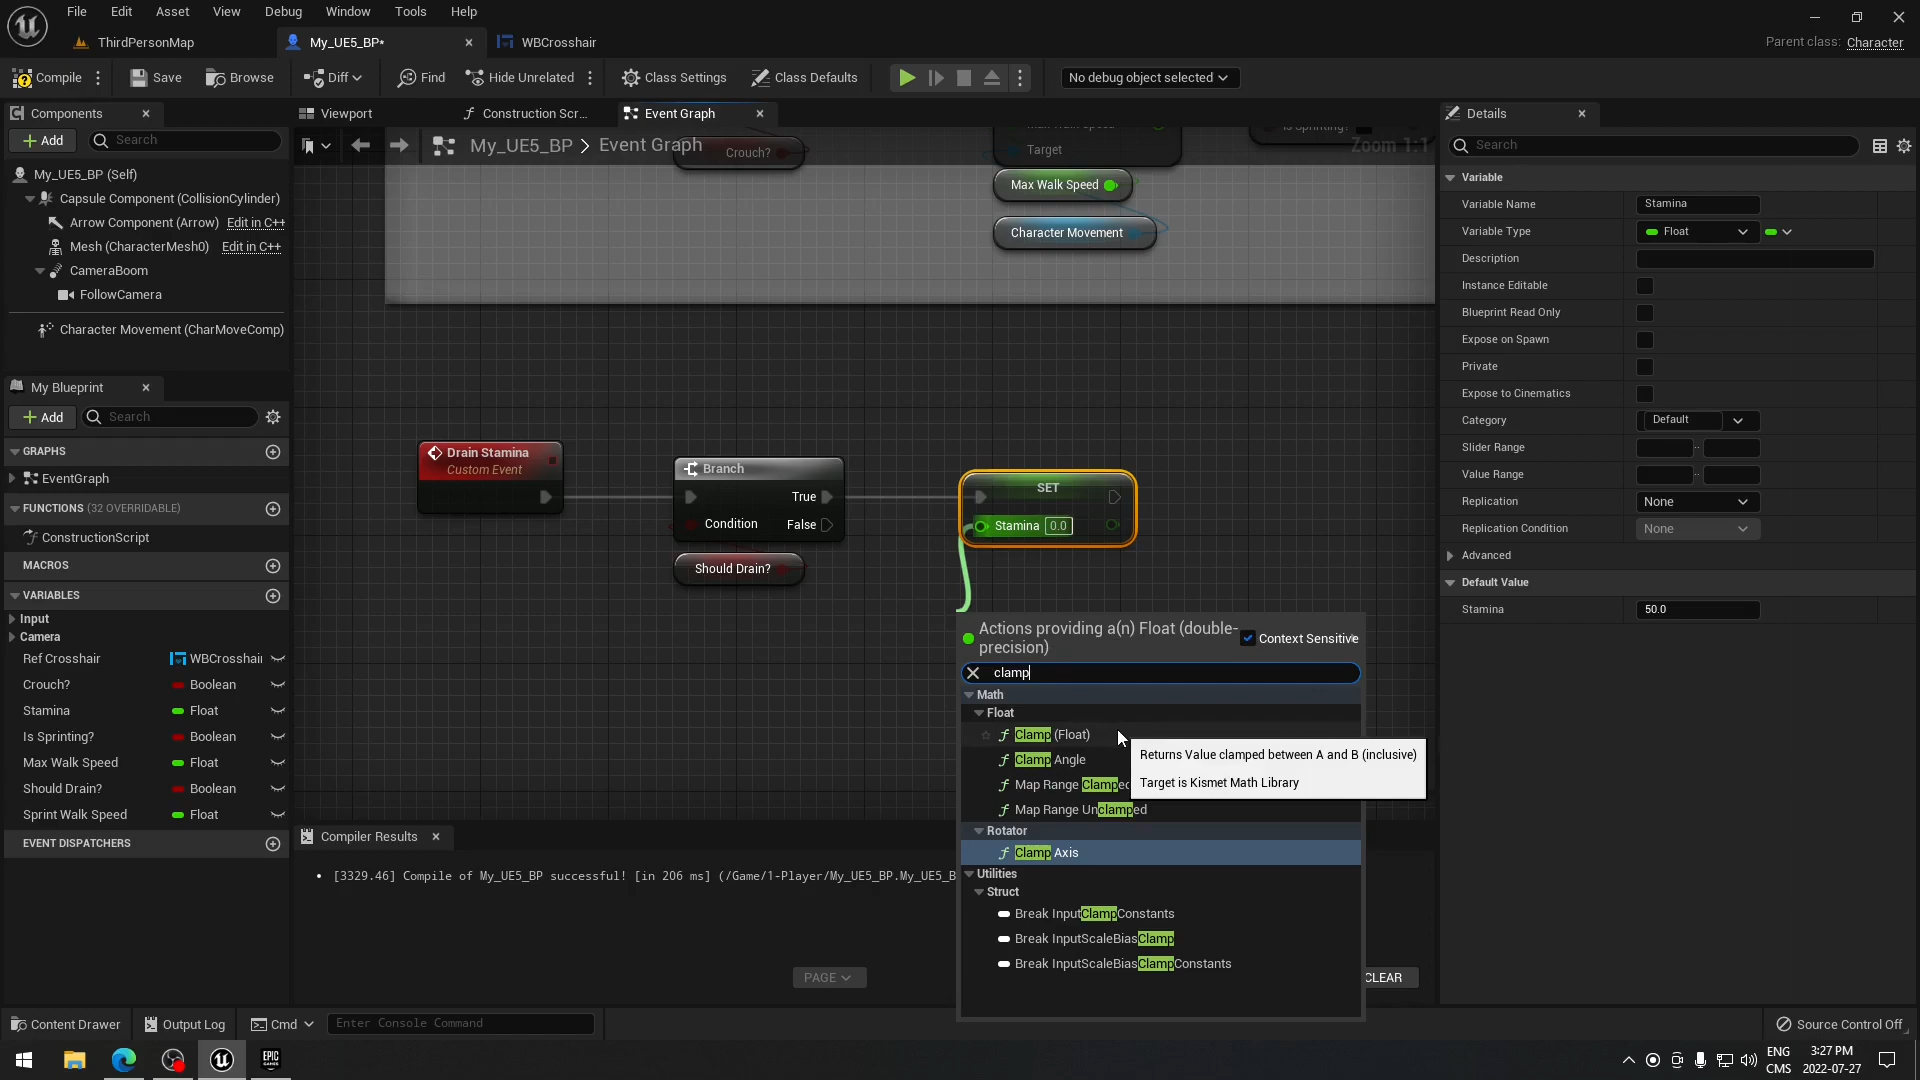 File Edit Asset View Debug Window Tools Help
ThirdPersonMap My_UE5_BP* WBCrosshair
Parent class: Character
Compile Save Browse Diff Find Hide Unrelated Class Settings Class Defaults No debug object selected
Components
Viewport Construction Scr... Event Graph
Details
Add Search
My_UE5_BP > Event Graph
Zoom 1:1
Search
My_UE5_BP (Self)
Capsule Component (CollisionCylinder)
Arrow Component (Arrow) Edit in C++
Mesh (CharacterMesh0) Edit in C++
CameraBoom
FollowCamera
Character Movement (CharMoveComp)
My Blueprint
Add Search
GRAPHS
EventGraph
FUNCTIONS (32 OVERRIDABLE)
ConstructionScript
MACROS
VARIABLES
Input
Camera
Ref Crosshair WBCrosshair
Crouch? Boolean
Stamina Float
Is Sprinting? Boolean
Max Walk Speed Float
Should Drain? Boolean
Sprint Walk Speed Float
EVENT DISPATCHERS
Crouch?
Max Walk Speed
Target
Is Sprinting?
Max Walk Speed
Character Movement
Drain Stamina
Custom Event
Branch
True
Condition False
Should Drain?
SET
Stamina 0.0
Actions providing a(n) Float (double-
precision)
Context Sensitive
clamp
Math
Float
Clamp (Float)
Clamp Angle
Map Range Clamped
Map Range Unclamped
Rotator
Clamp Axis
Utilities
Struct
Break InputClampConstants
Break InputScaleBiasClamp
Break InputScaleBiasClampConstants
Returns Value clamped between A and B (inclusive)
Target is Kismet Math Library
Variable
Variable Name Stamina
Variable Type Float
Description
Instance Editable
Blueprint Read Only
Expose on Spawn
Private
Expose to Cinematics
Category Default
Slider Range
Value Range
Replication None
Replication Condition None
Advanced
Default Value
Stamina 50.0
Compiler Results
[3329.46] Compile of My_UE5_BP successful! [in 206 ms] (/Game/1-Player/My_UE5_BP.My_UE5_B
PAGE
CLEAR
Content Drawer Output Log Cmd Enter Console Command
Source Control Off
EPIC
GAMES
ENG
CMS
3:27 PM
2022-07-27